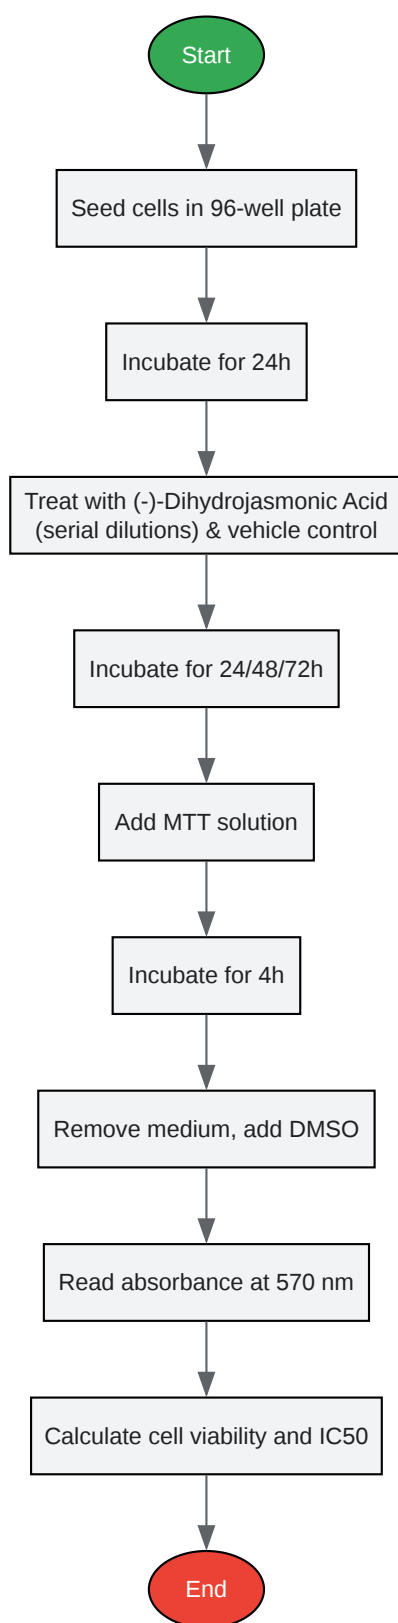 Start
Seed cells in 96-well plate
Incubate for 24h
Treat with (-)-Dihydrojasmonic Acid
(serial dilutions) & vehicle control
Incubate for 24/48/72h
Add MTT solution
Incubate for 4h
Remove medium, add DMSO
Read absorbance at 570 nm
Calculate cell viability and IC50
End